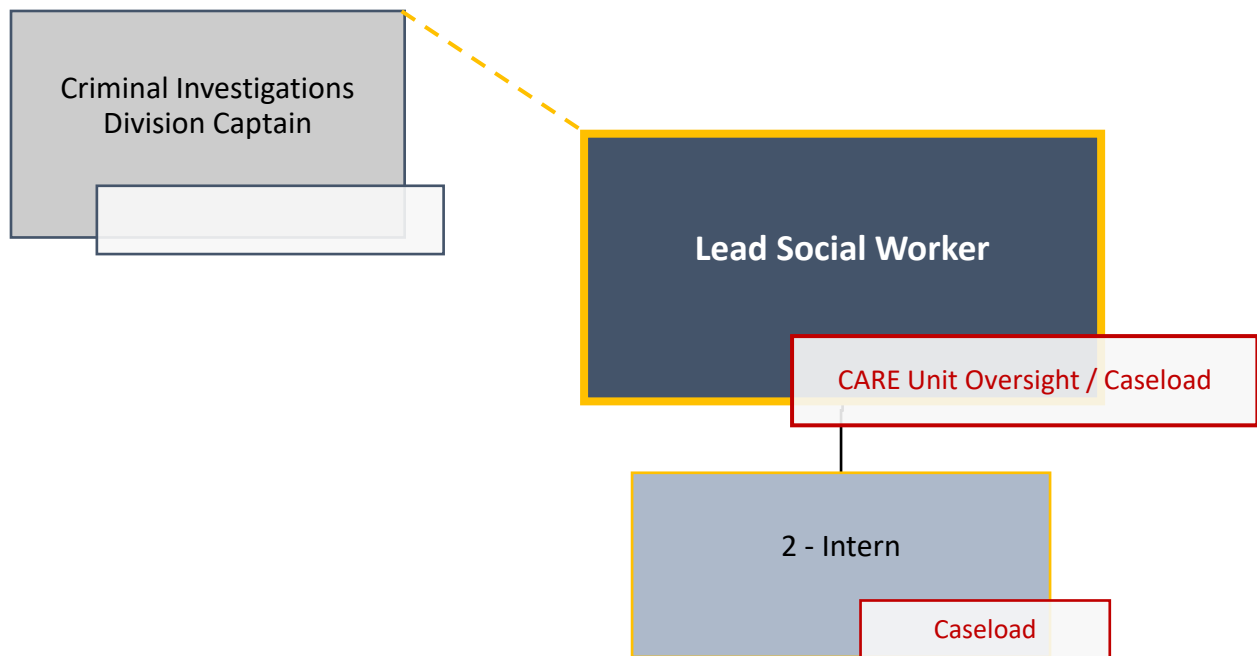 Criminal Investigations
Division Captain
Lead Social Worker
CARE Unit Oversight / Caseload
2 - Intern
Caseload